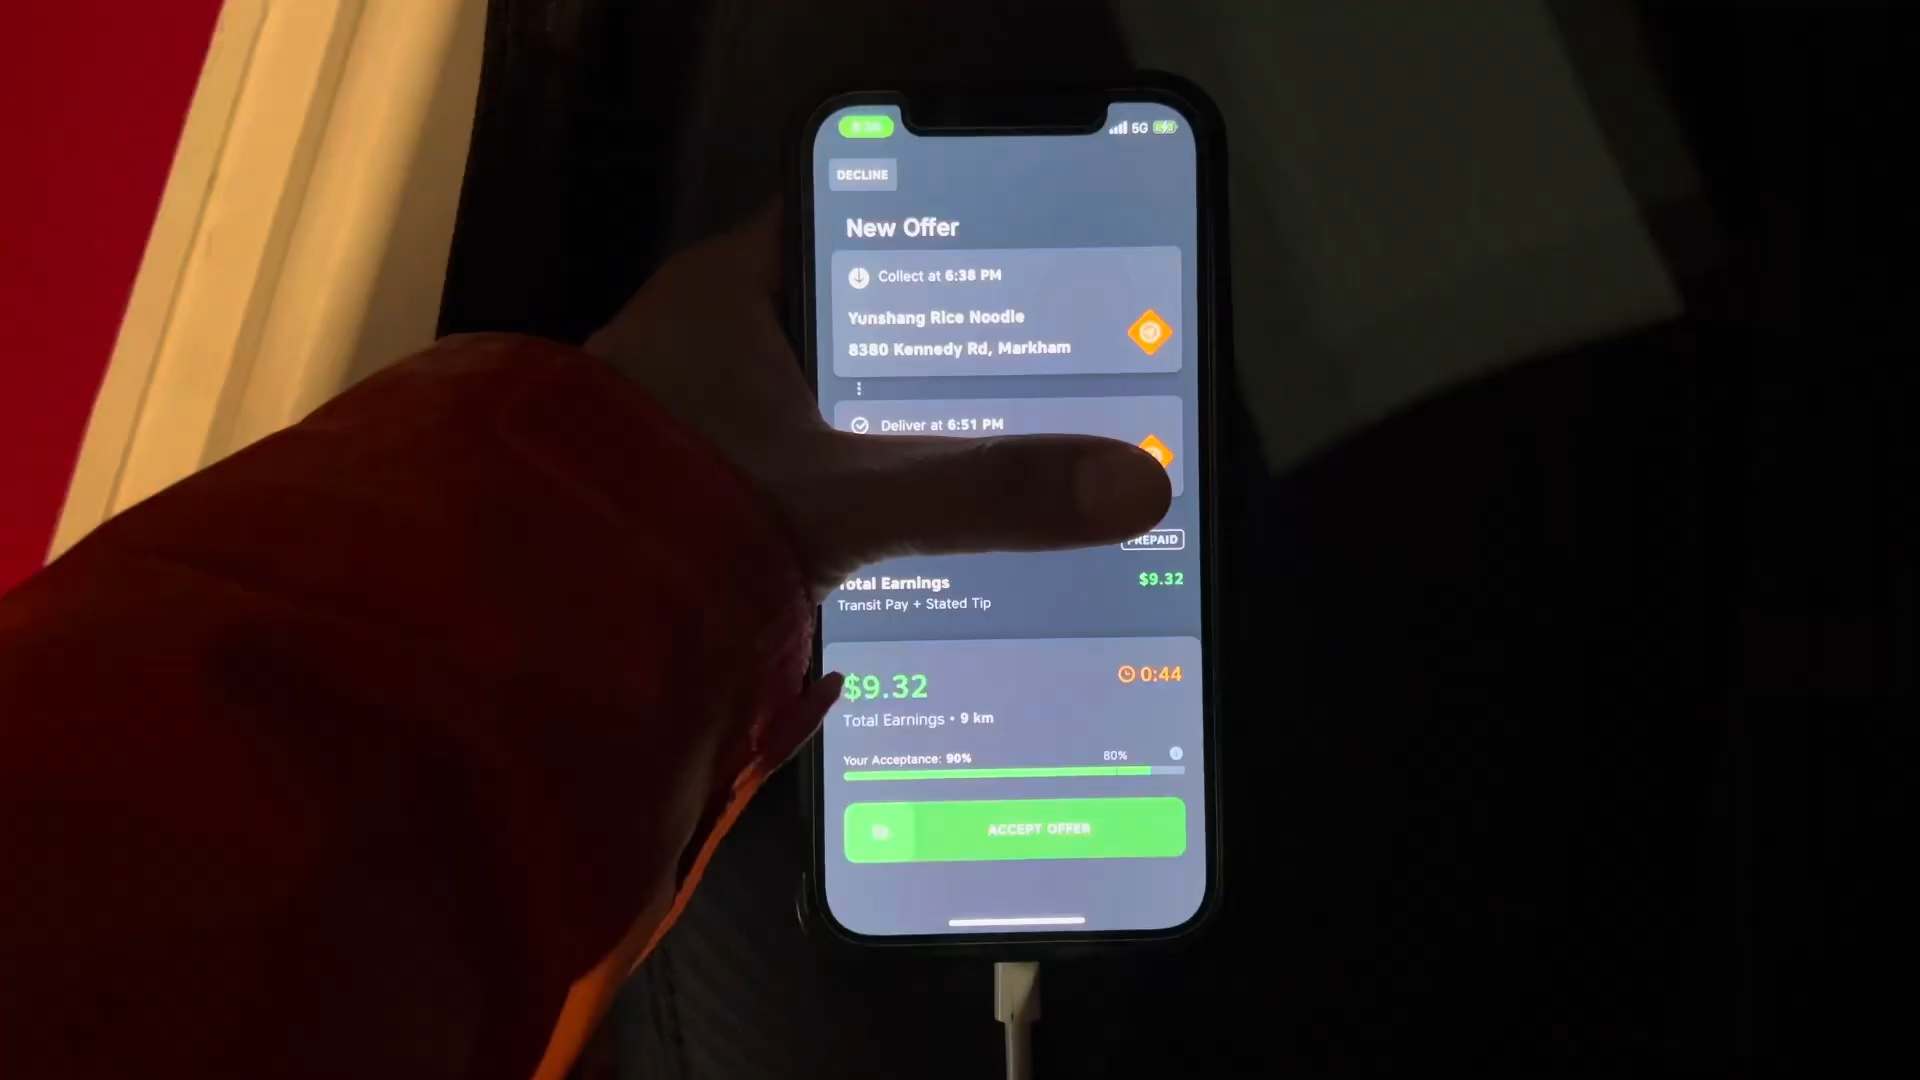 5G
DECLINE
New Offer
Collect at 6:38 PM
Yunshang Rice Noodle
8380 Kennedy Rd, Markham
Deliver at 6:51 PM
PREPAID
Total Earnings
$9.32
Transit Pay + Stated Tip
$9.32
0:44
Total Earnings • 9 km
Your Acceptance: 90%
80%
ACCEPT OFFER